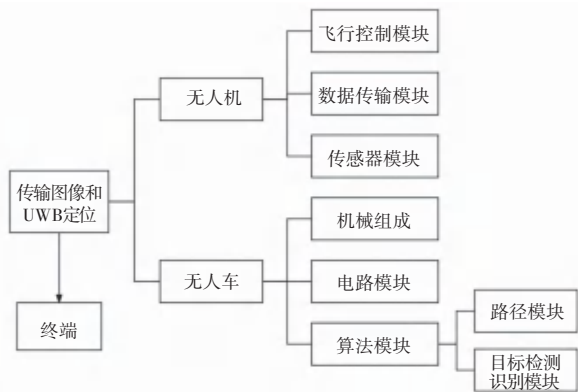 飞行控制模块
无人机
数据传输模块
传感器模块
传输图像和
UWB定位
机械组成
无人车
电路模块
路径模块
终端
算法模块
目标检测
识别模块